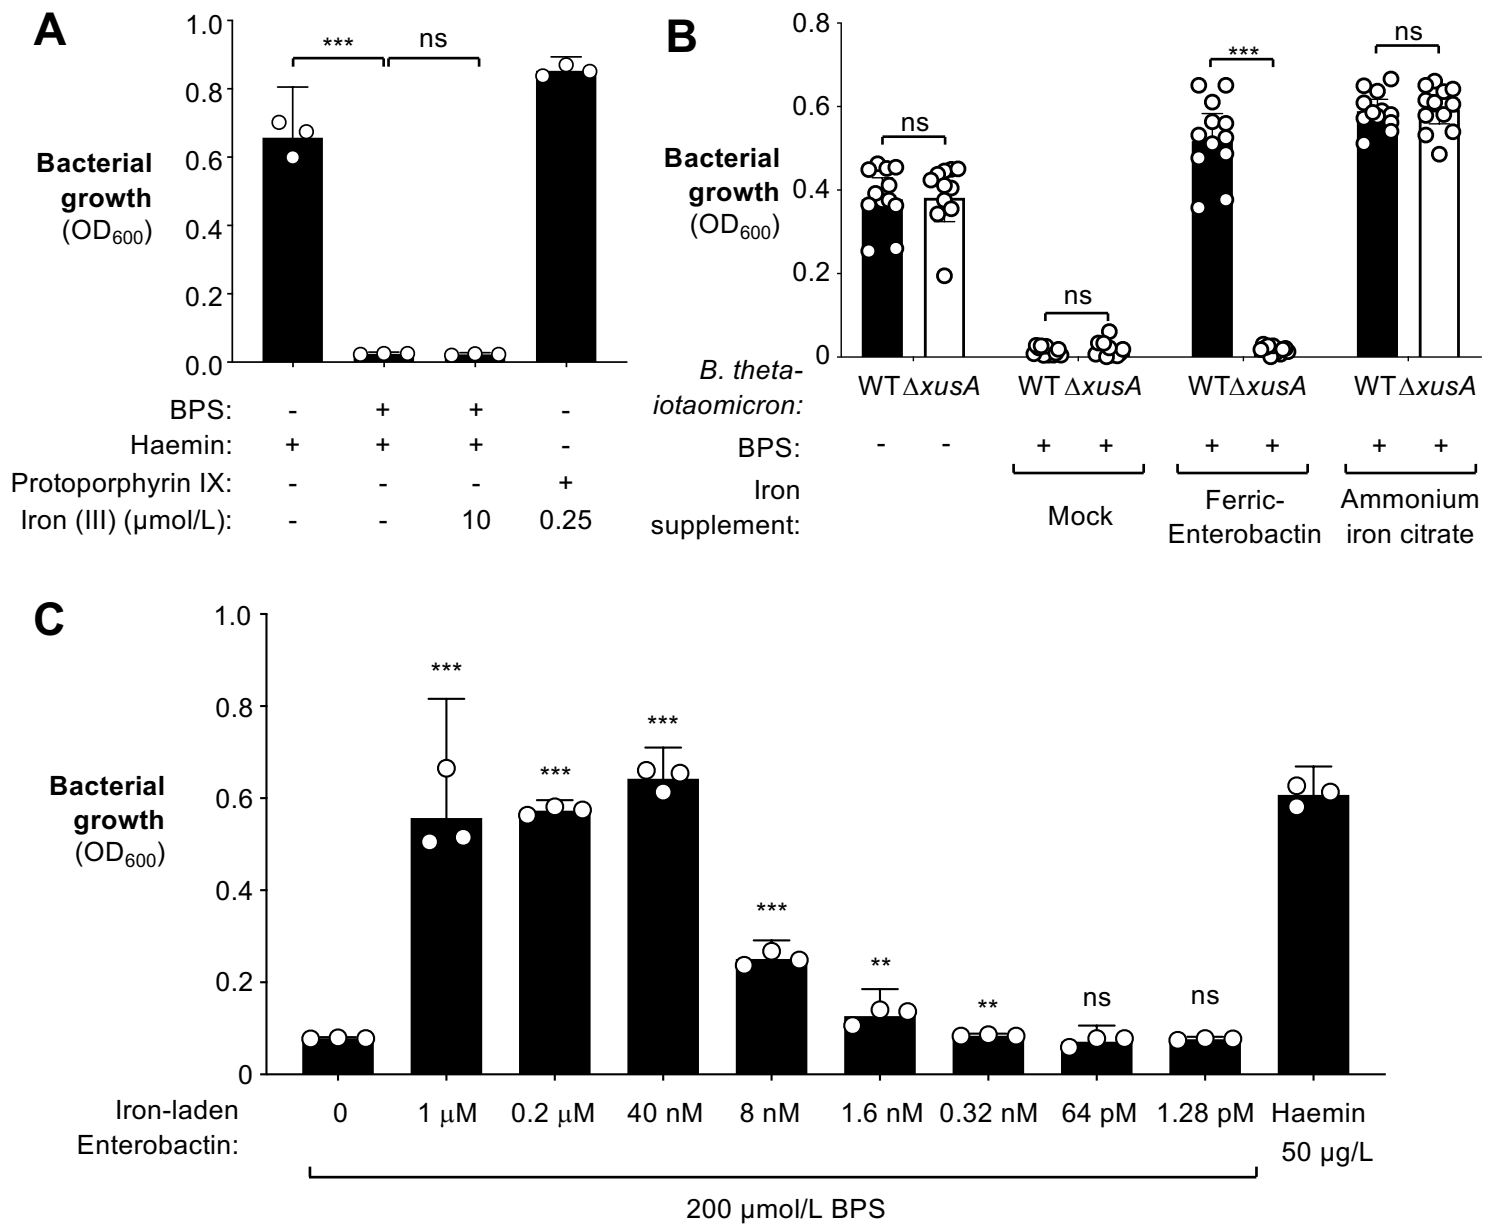 A
1.0
0.8
0.6
0.4
0.2
0.0
*** ns
Bacterial
growth
(OD600)
BPS: - + + -
Haemin: + + + -
Protoporphyrin IX: - - - +
Iron (III) (µmol/L): - - 10 0.25
B
0.8
0.6
0.4
0.2
0
ns ns *** ns
Bacterial
growth
(OD600)
B. theta-
iotaomicron: WT ΔxusA WT ΔxusA WTΔxusA WT ΔxusA
BPS: - - + + + + + +
Iron
supplement:
Mock
Ferric-
Enterobactin
Ammonium
iron citrate
C
1.0
0.8
0.6
0.4
0.2
0
*** *** *** *** ** ** ns ns
Bacterial
growth
(OD600)
Iron-laden
Enterobactin:
0 1 µM 0.2 µM 40 nM 8 nM 1.6 nM 0.32 nM 64 pM 1.28 pM Haemin
50 µg/L
200 µmol/L BPS